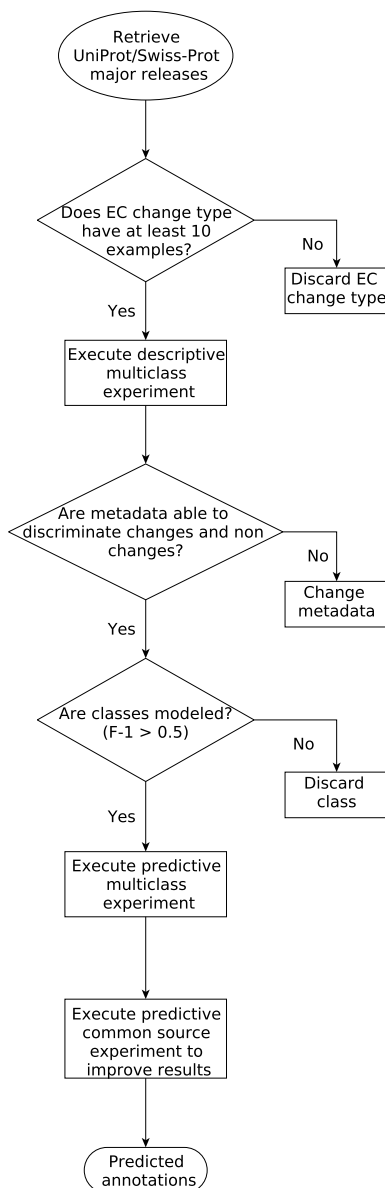 Retrieve
UniProt/Swiss-Prot
major releases
Does EC change type
have at least 10
examples?
No
Discard EC
change type
Yes
Execute descriptive
multiclass
experiment
Are metadata able to
discriminate changes and non
changes?
No
Change
metadata
Yes
Are classes modeled?
(F-1 > 0.5)
No
Discard
class
Yes
Execute predictive
multiclass
experiment
Execute predictive
common source
experiment to
improve results
Predicted
annotations